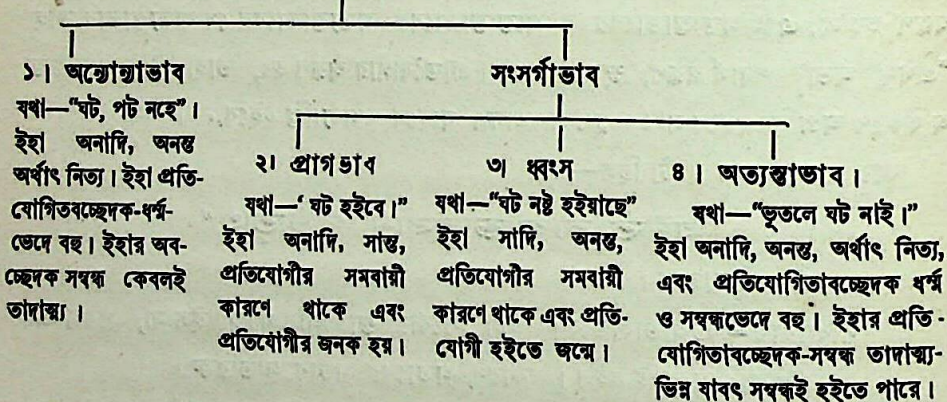 ১। অন্যোন্যাভাব
যথা—“ঘট, পট নহে”।
ইহা অনাদি, অনন্ত
অর্থাৎ নিত্য। ইহা প্রতি-
যোগিতবচ্ছেদক-ধর্ম্ম-
ভেদে বহু। ইহার অব-
চ্ছেদক সম্বন্ধ কেবলই
তাদাত্ম্য।
সংসর্গাভাব
২। প্রাগভাব
যথা—‘ঘট হইবে।”
ইহা অনাদি, সান্ত,
প্রতিযোগীর সমবায়ী
কারণে থাকে এবং
প্রতিযোগীর জনক হয়।
৩। ধ্বংস
যথা—“ঘট নষ্ট হইয়াছে”
ইহা সাদি, অনন্ত,
প্রতিযোগীর সমবায়ী
কারণে থাকে এবং প্রতি-
যোগী হইতে জন্মে।
৪। অত্যন্তাভাব।
যথা—“ভূতলে ঘট নাই।”
ইহা অনাদি, অনন্ত, অর্থাৎ নিত্য,
এবং প্রতিযোগিতাবচ্ছেদক ধর্ম্ম
ও সম্বন্ধভেদে বহু। ইহার প্রতি-
যোগিতাবচ্ছেদক-সম্বন্ধ তাদাত্ম্য-
ভিন্ন যাবৎ সম্বন্ধই হইতে পারে।